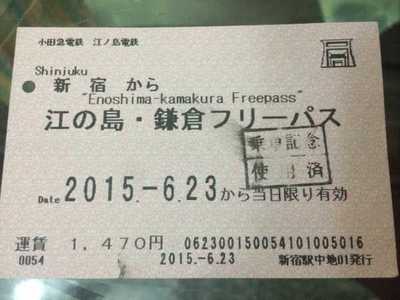 小田急電鉄 江ノ島電鉄
Shinjuku
新宿から
"Enoshima-kamakura Freepass"
江の島・鎌倉フリーパス
乗車記念
使用済
Date 2015.-6.23から当日限り有効
運賃 1,470円 062300150054101005016
0054 2015.-6.23 新宿駅中地01発行